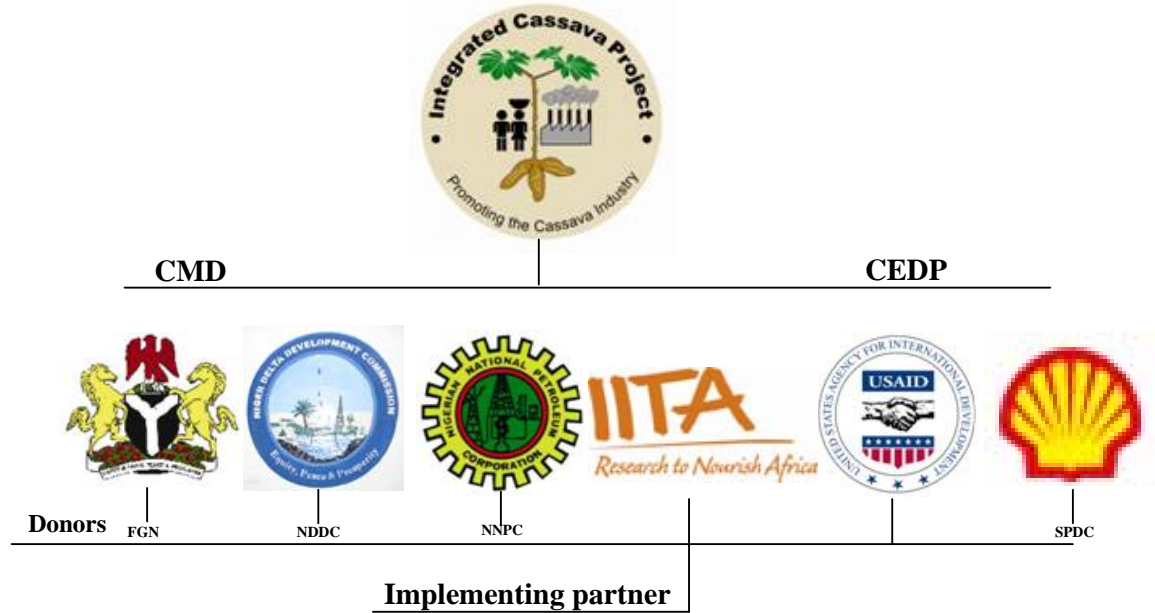 Integrated Cassava Project
Promoting the Cassava Industry
CMD
CEDP
NIGER DELTA DEVELOPMENT COMMISSION
Equity, Peace & Prosperity
NIGERIAN NATIONAL PETROLEUM
CORPORATION
IITA
Research to Nourish Africa
UNITED STATES AGENCY FOR INTERNATIONAL DEVELOPMENT
USAID
Donors
FGN
NDDC
NNPC
SPDC
Implementing partner